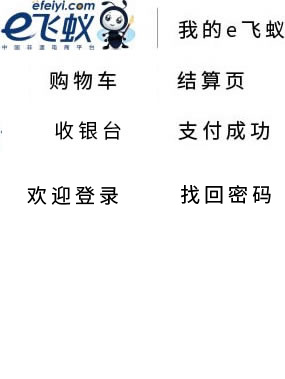 efeiyi.com
e飞蚁
中国非遗电商平台
我的e飞蚁
购物车 结算页
收银台 支付成功
欢迎登录 找回密码